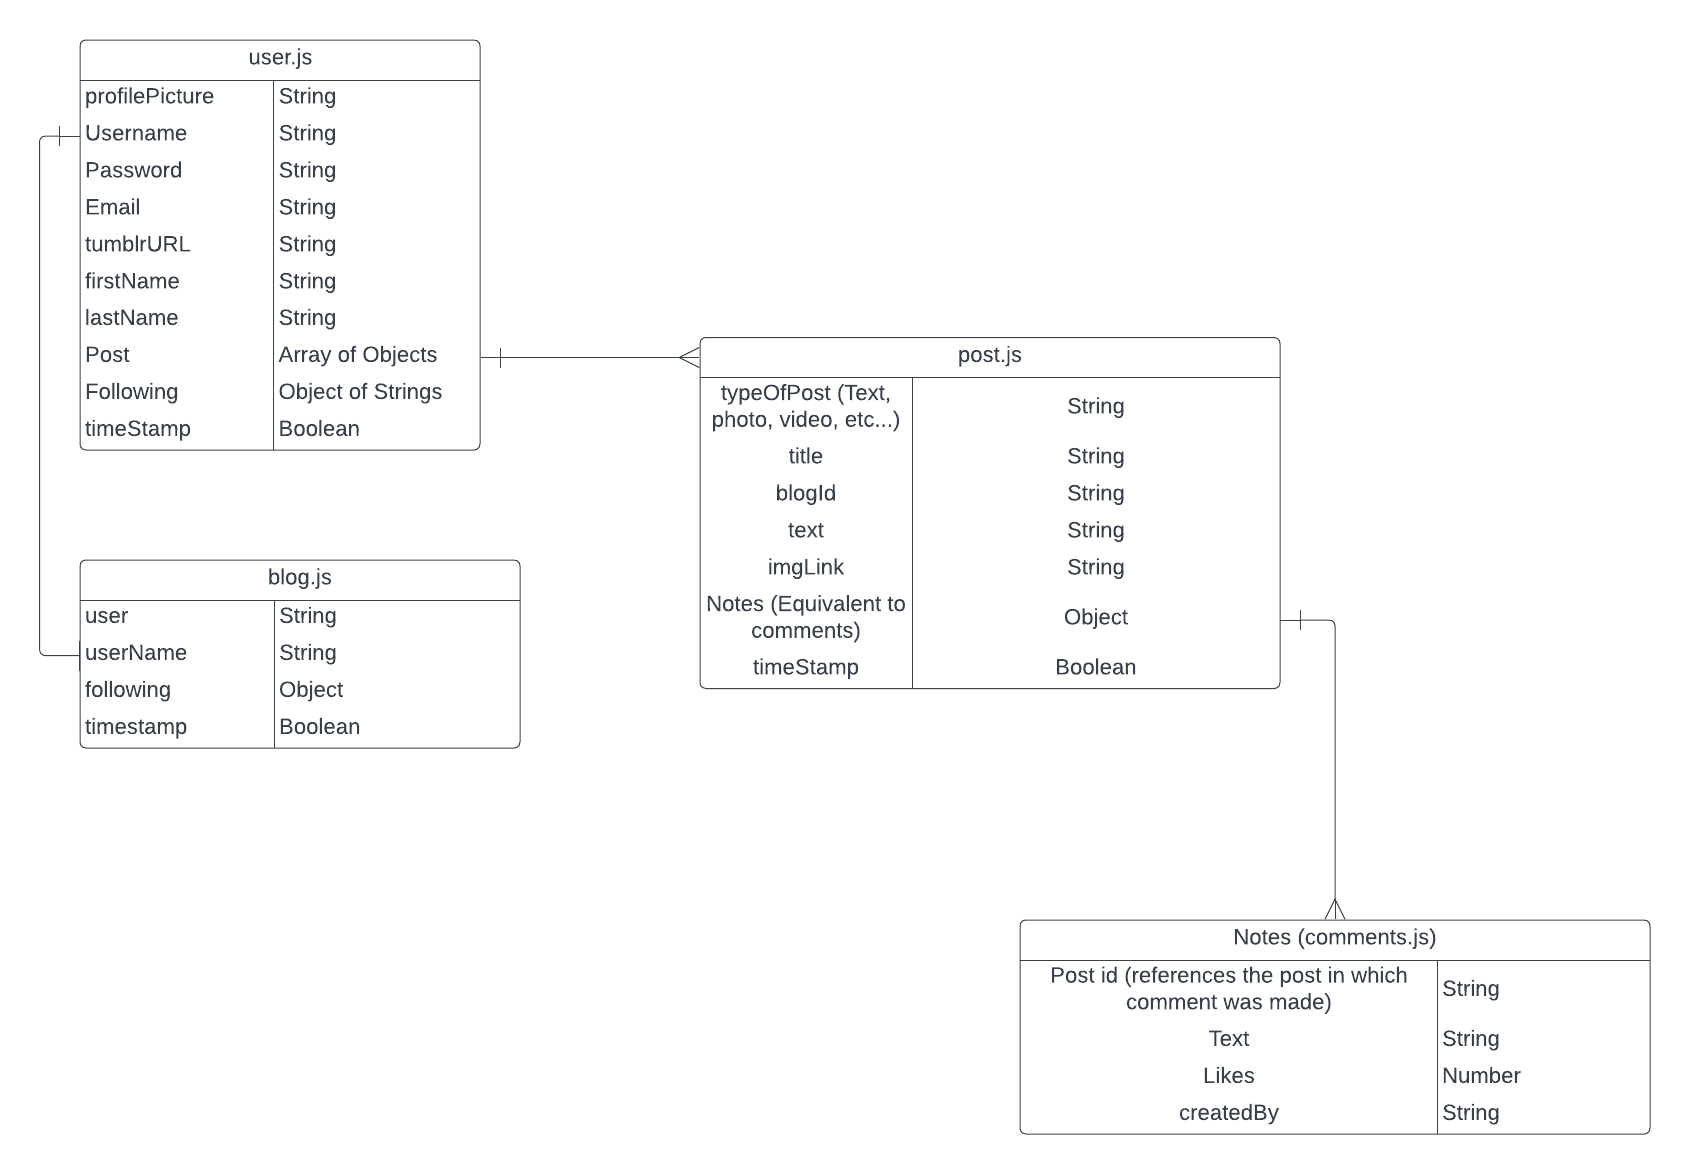 user.js
profilePicture String
Username String
Password String
Email String
tumblrURL String
firstName String
lastName String
Post Array of Objects
Following Object of Strings
timeStamp Boolean
blog.js
user String
userName String
following Object
timestamp Boolean
post.js
typeOfPost (Text,
photo, video, etc...)
String
title String
blogId String
text String
imgLink String
Notes (Equivalent to
comments)
Object
timeStamp Boolean
Notes (comments.js)
Post id (references the post in which
comment was made)
String
Text String
Likes Number
createdBy String